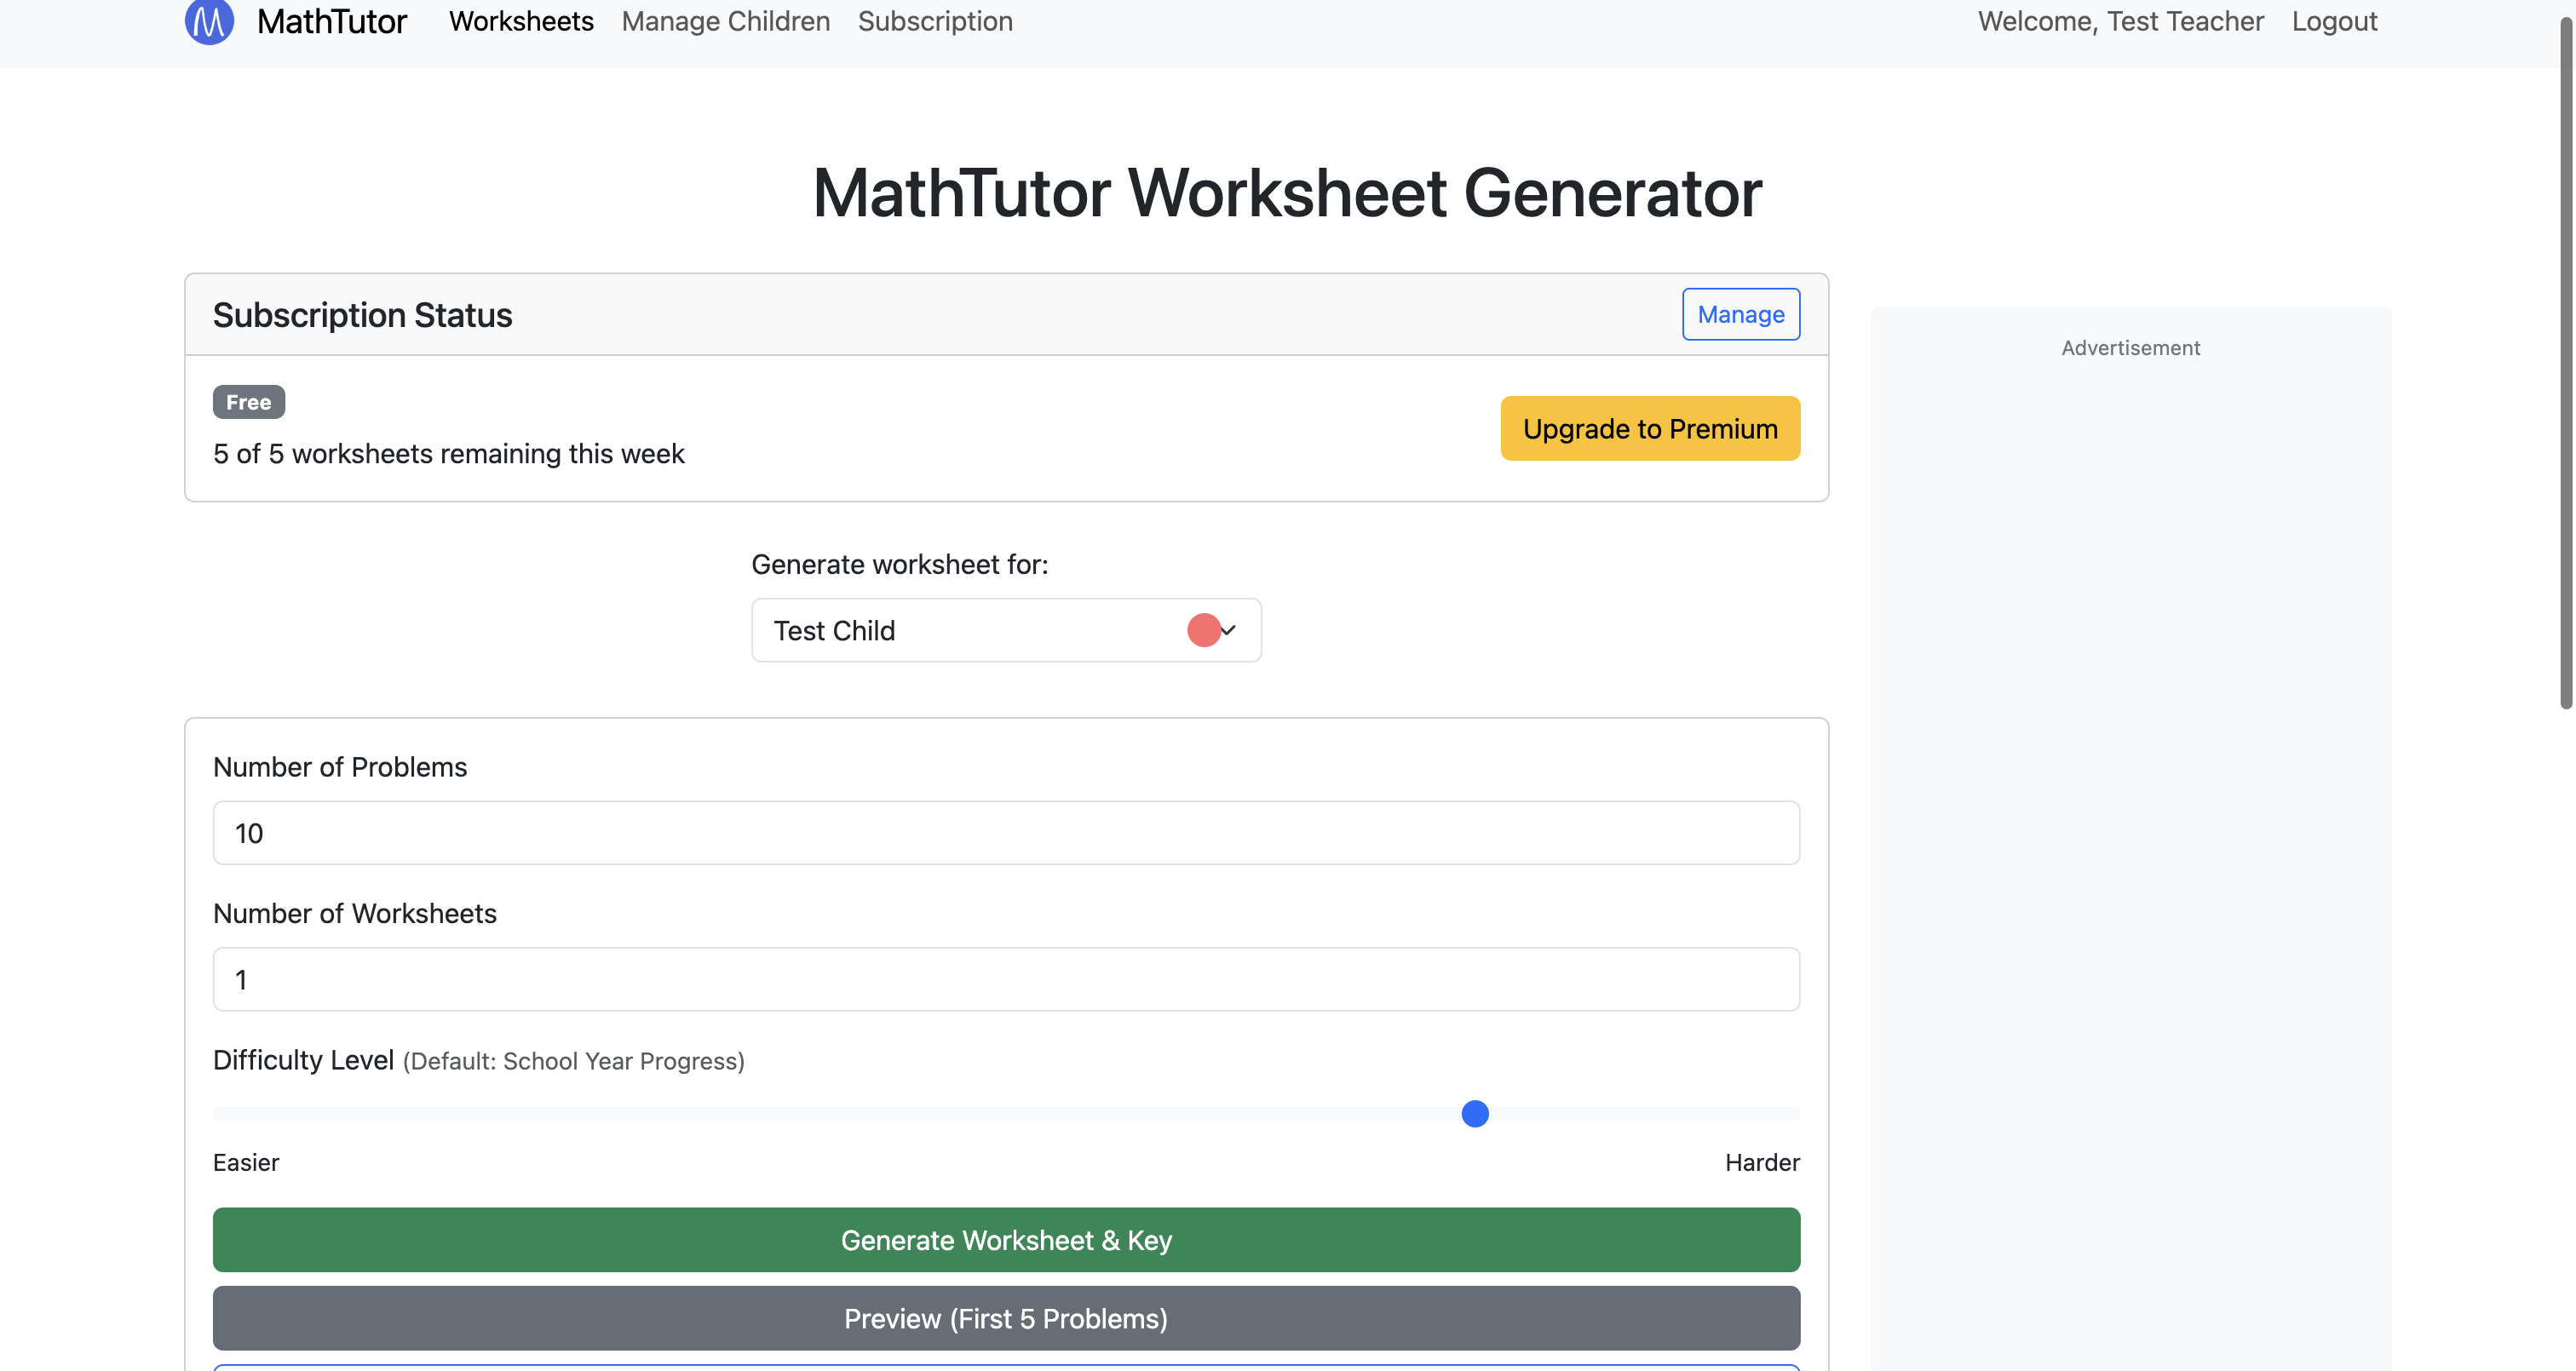 MathTutor Worksheets Manage Children Subscription Welcome, Test Teacher Logout
MathTutor Worksheet Generator
Subscription Status Manage
Advertisement
Free
Upgrade to Premium
5 of 5 worksheets remaining this week
Generate worksheet for:
Test Child
Number of Problems
10
Number of Worksheets
1
Difficulty Level (Default: School Year Progress)
Easier Harder
Generate Worksheet & Key
Preview (First 5 Problems)